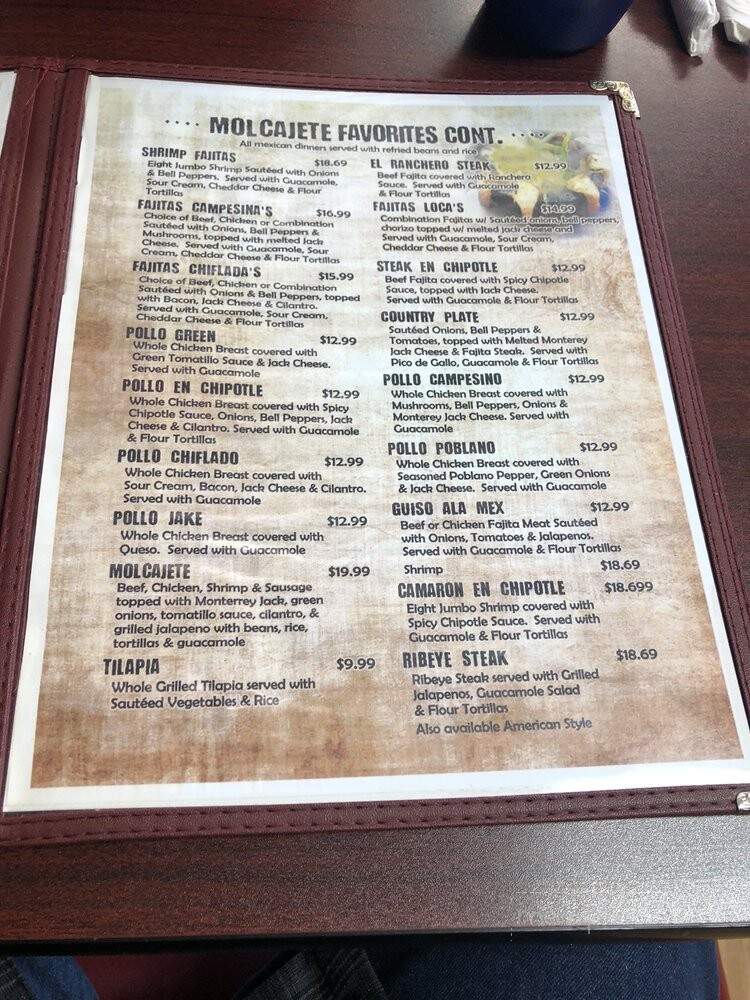 ···· MOLCAJETE FAVORITES CONT. ····
All mexican dinners served with refried beans and rice
SHRIMP FAJITAS $18.69
Eight Jumbo Shrimp Sautéed with Onions
& Bell Peppers. Served with Guacamole,
Sour Cream, Cheddar Cheese & Flour
Tortillas
FAJITAS CAMPESINA'S $16.99
Choice of Beef, Chicken or Combination
Sautéed with Onions, Bell Peppers &
Mushrooms, topped with melted Jack
Cheese. Served with Guacamole, Sour
Cream, Cheddar Cheese & Flour Tortillas
FAJITAS CHIFLADA'S $15.99
Choice of Beef, Chicken or Combination
Sautéed with Onions & Bell Peppers, topped
with Bacon, Jack Cheese & Cilantro.
Served with Guacamole, Sour Cream,
Cheddar Cheese & Flour Tortillas
POLLO GREEN $12.99
Whole Chicken Breast covered with
Green Tomatillo Sauce & Jack Cheese.
Served with Guacamole
POLLO EN CHIPOTLE $12.99
Whole Chicken Breast covered with Spicy
Chipotle Sauce, Onions, Bell Peppers, Jack
Cheese & Cilantro. Served with Guacamole
& Flour Tortillas
POLLO CHIFLADO $12.99
Whole Chicken Breast covered with
Sour Cream, Bacon, Jack Cheese & Cilantro.
Served with Guacamole
POLLO JAKE $12.99
Whole Chicken Breast covered with
Queso. Served with Guacamole
MOLCAJETE $19.99
Beef, Chicken, Shrimp & Sausage
topped with Monterrey Jack, green
onions, tomatillo sauce, cilantro, &
grilled jalapeno with beans, rice,
tortillas & guacamole
TILAPIA $9.99
Whole Grilled Tilapia served with
Sautéed Vegetables & Rice
EL RANCHERO STEAK $12.99
Beef Fajita covered with Ranchera
Sauce. Served with Guacamole
& Flour Tortillas
FAJITAS LOCA'S $14.99
Combination Fajitas w/ Sautéed onions, bell peppers,
chorizo topped w/ melted jack cheese and
Served with Guacamole, Sour Cream,
Cheddar Cheese & Flour Tortillas
STEAK EN CHIPOTLE $12.99
Beef Fajita covered with Spicy Chipotle
Sauce, topped with Jack Cheese.
Served with Guacamole & Flour Tortillas
COUNTRY PLATE $12.99
Sautéed Onions, Bell Peppers &
Tomatoes, topped with Melted Monterey
Jack Cheese & Fajita Steak. Served with
Pico de Gallo, Guacamole & Flour Tortillas
POLLO CAMPESINO $12.99
Whole Chicken Breast covered with
Mushrooms, Bell Peppers, Onions &
Monterey Jack Cheese. Served with
Guacamole
POLLO POBLANO $12.99
Whole Chicken Breast covered with
Seasoned Poblano Pepper, Green Onions
& Jack Cheese. Served with Guacamole
GUISO ALA MEX $12.99
Beef or Chicken Fajita Meat Sautéed
with Onions, Tomatoes & Jalapenos.
Served with Guacamole & Flour Tortillas
Shrimp $18.69
CAMARON EN CHIPOTLE $18.699
Eight Jumbo Shrimp covered with
Spicy Chipotle Sauce. Served with
Guacamole & Flour Tortillas
RIBEYE STEAK $18.69
Ribeye Steak served with Grilled
Jalapenos, Guacamole Salad
& Flour Tortillas
Also available American Style